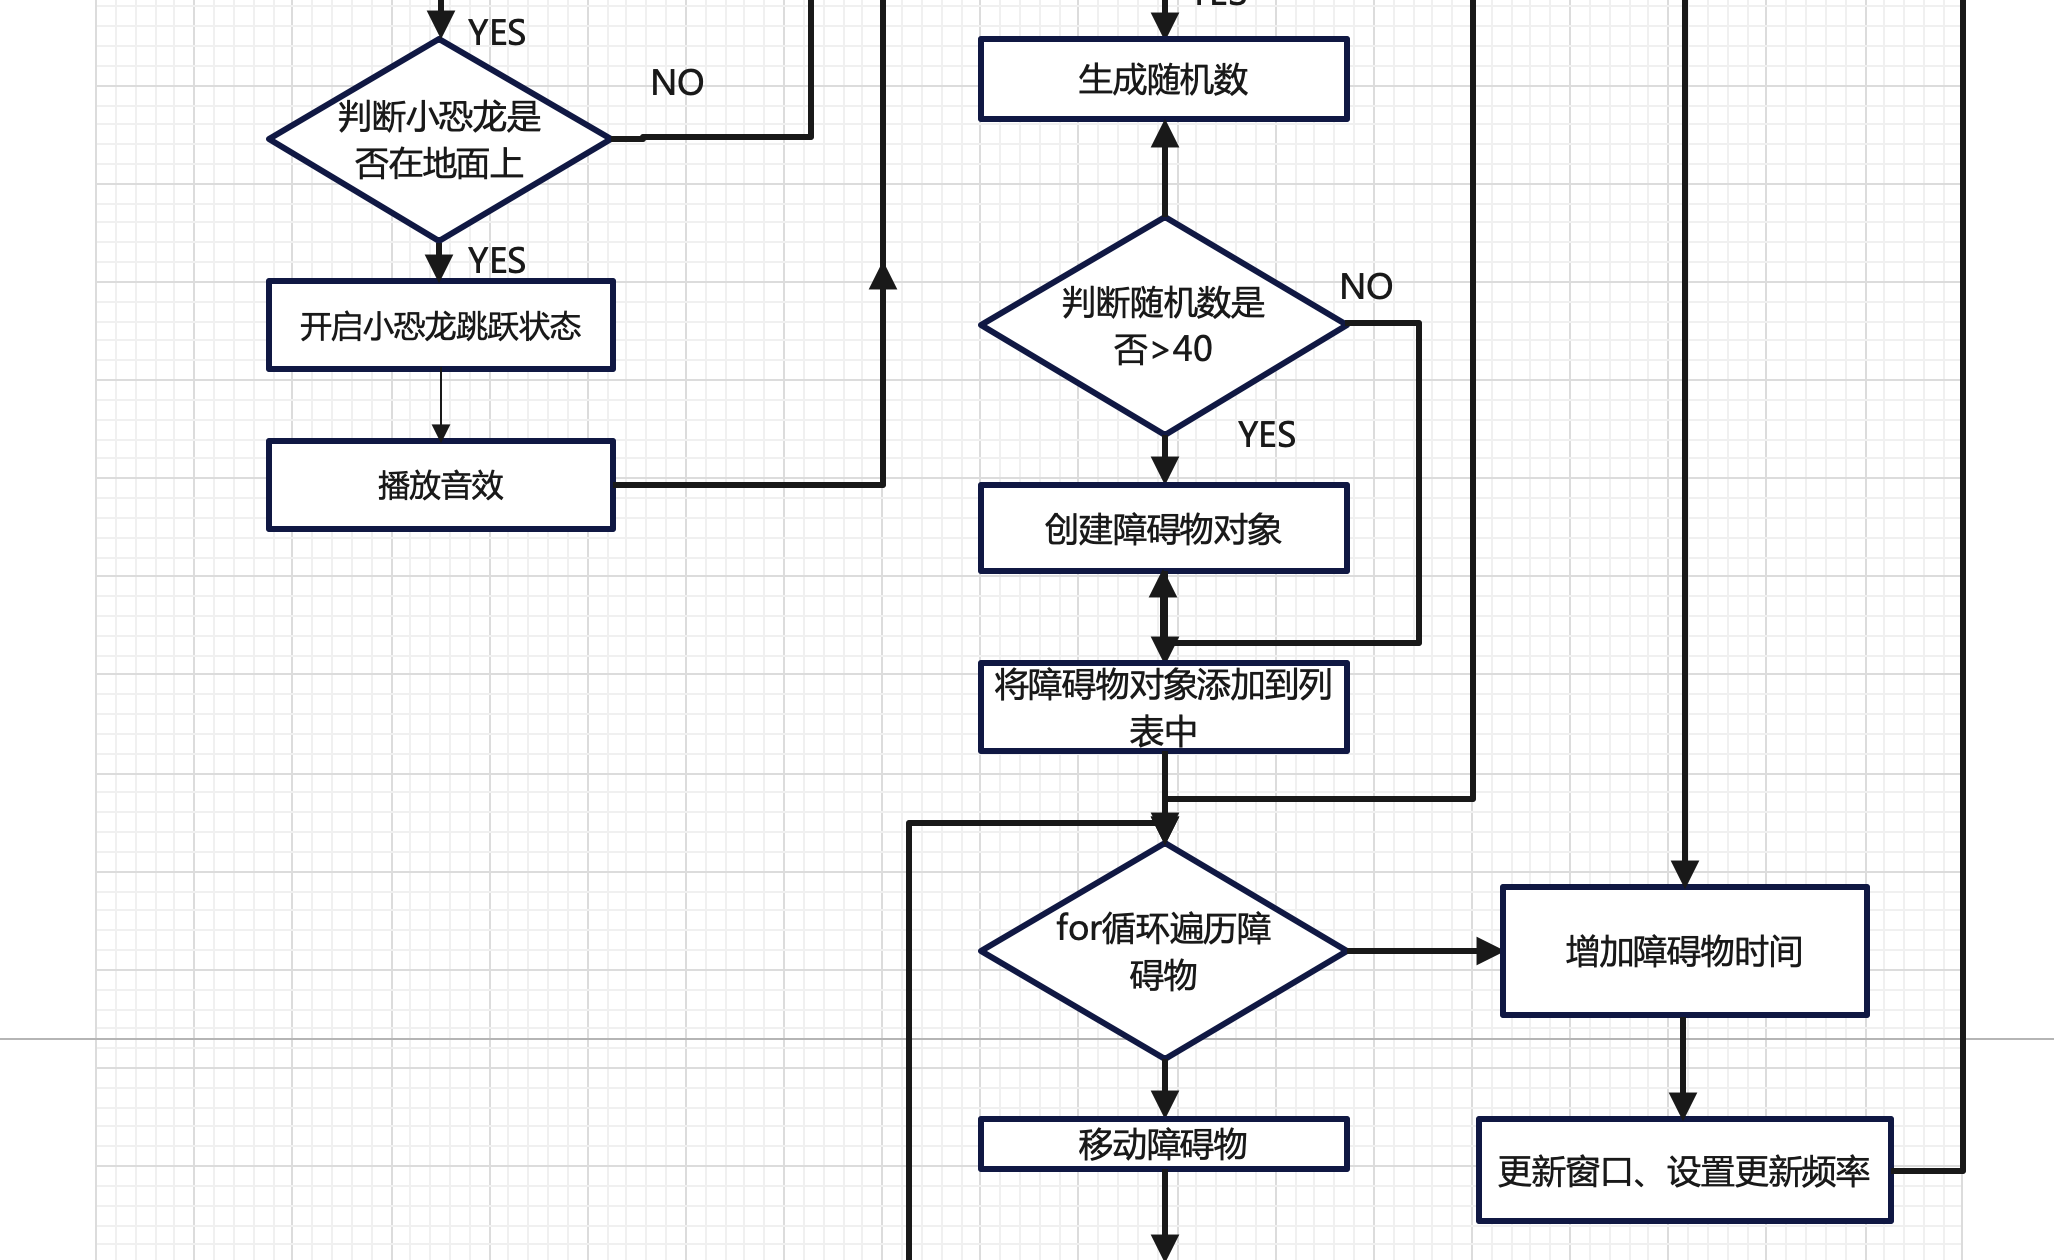 YES
判断小恐龙是
否在地面上
NO
YES
开启小恐龙跳跃状态
播放音效
YES
生成随机数
判断随机数是
否>40
NO
YES
创建障碍物对象
将障碍物对象添加到列
表中
for循环遍历障
碍物
增加障碍物时间
移动障碍物
更新窗口、设置更新频率